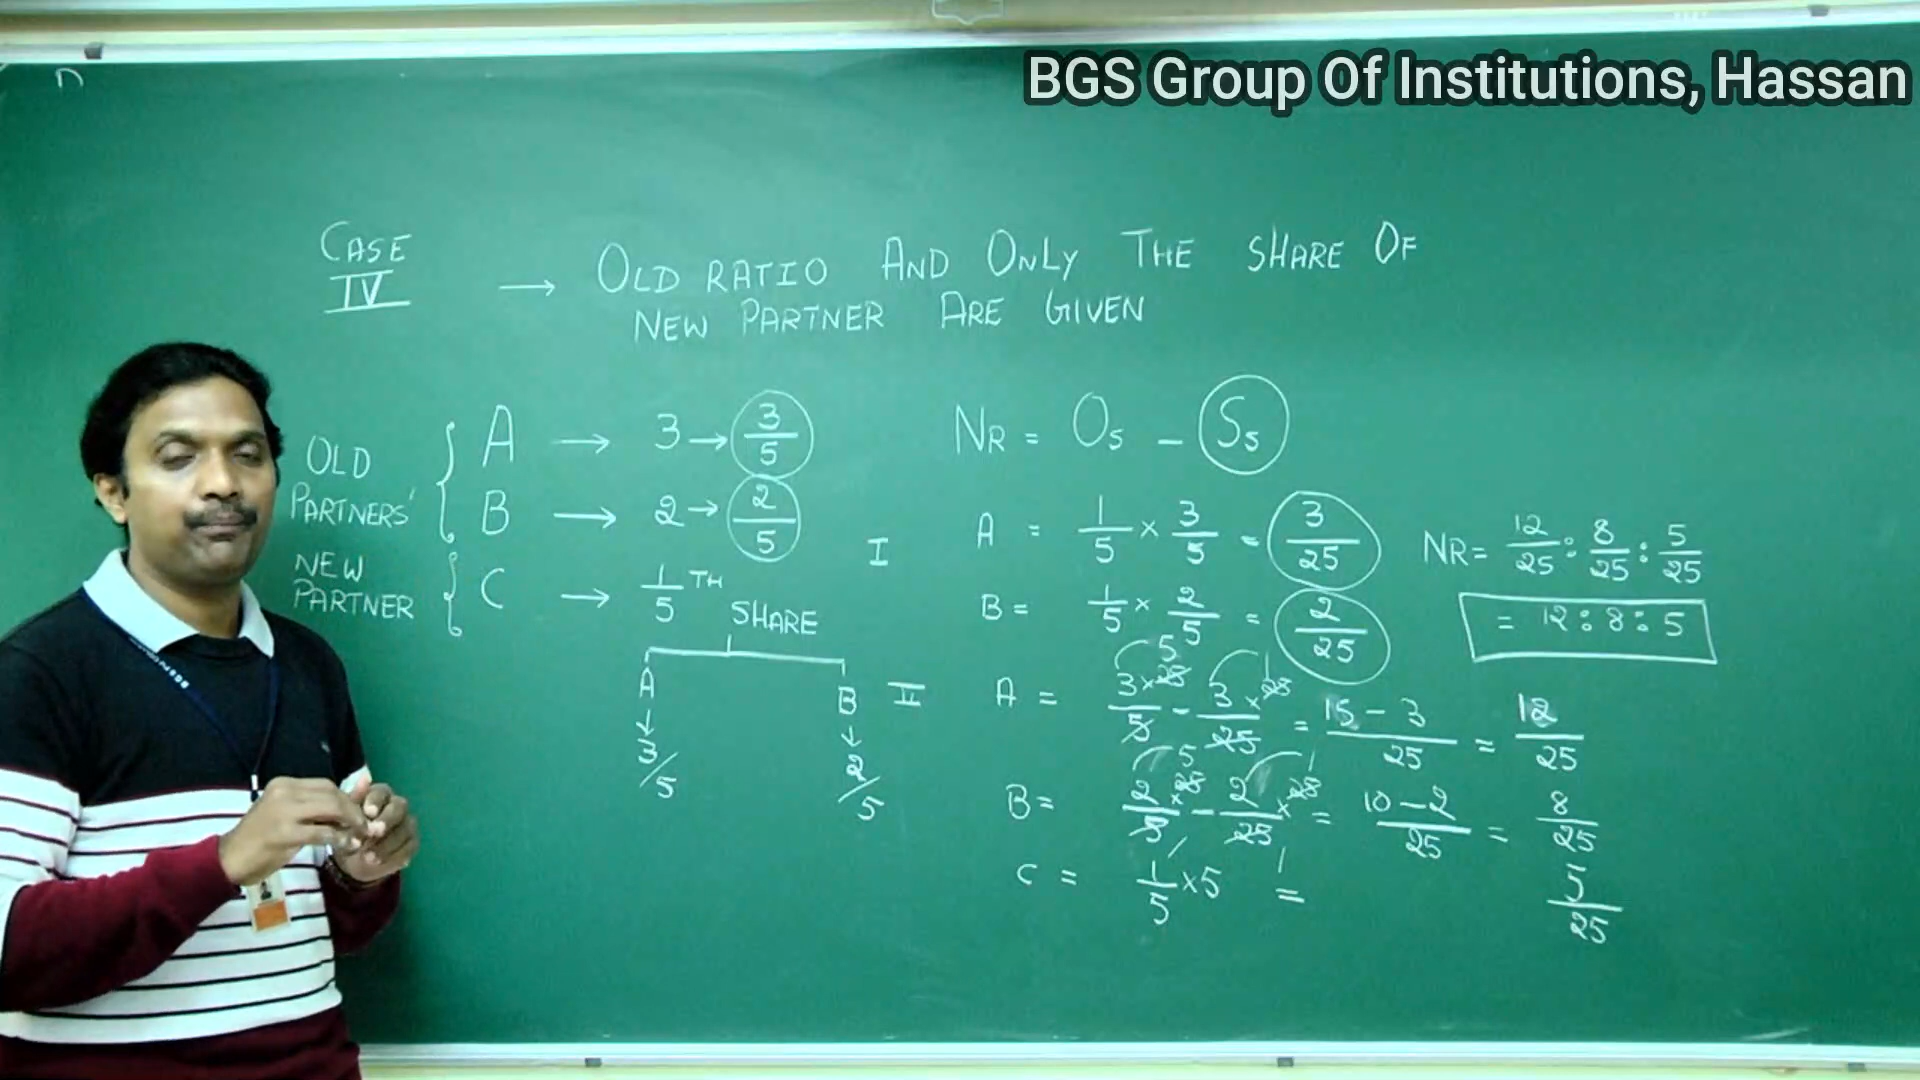 BGS Group Of Institutions, Hassan
n
CASE IV → OLD RATIO AND ONLY THE SHARE OF
NEW PARTNER ARE GIVEN
OLD PARTNERS' { A → 3 → 3/5
B → 2 → 2/5
NEW PARTNER { C → 1/5 TH SHARE
A ↓ 3/5
B ↓ 2/5
NR = Os - Ss
I A = 1/5 × 3/5 = 3/25
B = 1/5 × 2/5 = 2/25
II A = 3×25/5 - 3×25/25 = 15 - 3/25 = 12/25
B = 2×25/5 - 2×25/25 = 10 - 2/25 = 8/25
C = 1/5 × 5 = 5/25
NR = 12/25 : 8/25 : 5/25
= 12 : 8 : 5